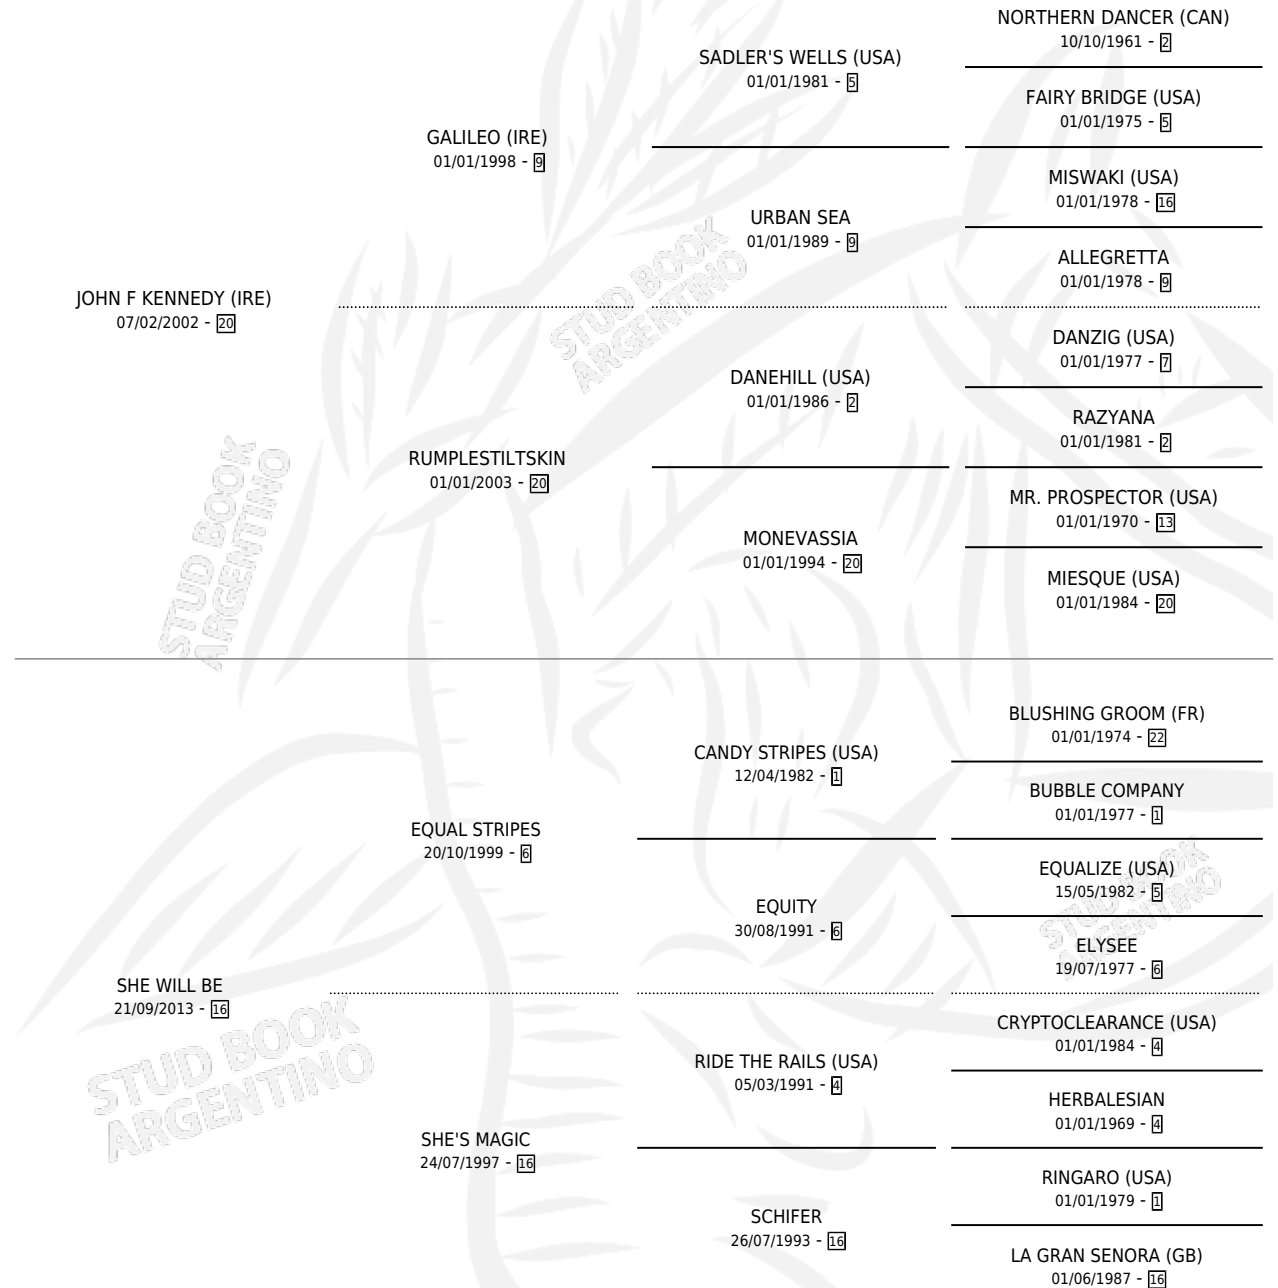 NORTHERN DANCER (CAN)
10/10/1961 - 2
SADLER'S WELLS (USA)
01/01/1981 - 5
FAIRY BRIDGE (USA)
01/01/1975 - 5
GALILEO (IRE)
01/01/1998 - 9
MISWAKI (USA)
01/01/1978 - 16
URBAN SEA
01/01/1989 - 9
ALLEGRETTA
01/01/1978 - 9
JOHN F KENNEDY (IRE)
07/02/2002 - 20
DANZIG (USA)
01/01/1977 - 7
DANEHILL (USA)
01/01/1986 - 2
RAZYANA
01/01/1981 - 2
RUMPLESTILTSKIN
01/01/2003 - 20
MR. PROSPECTOR (USA)
01/01/1970 - 13
MONEVASSIA
01/01/1994 - 20
MIESQUE (USA)
01/01/1984 - 20
BLUSHING GROOM (FR)
01/01/1974 - 22
CANDY STRIPES (USA)
12/04/1982 - 1
BUBBLE COMPANY
01/01/1977 - 1
EQUAL STRIPES
20/10/1999 - 6
EQUALIZE (USA)
15/05/1982 - 5
EQUITY
30/08/1991 - 6
ELYSEE
19/07/1977 - 6
SHE WILL BE
21/09/2013 - 16
CRYPTOCLEARANCE (USA)
01/01/1984 - 4
RIDE THE RAILS (USA)
05/03/1991 - 4
HERBALESIAN
01/01/1969 - 4
SHE'S MAGIC
24/07/1997 - 16
RINGARO (USA)
01/01/1979 - 1
SCHIFER
26/07/1993 - 16
LA GRAN SENORA (GB)
01/06/1987 - 16
STUD BOOK
ARGENTINO
STUD BOOK
ARGENTINO
STUD BOOK
ARGENTINO
STUD BOOK
ARGENTINO